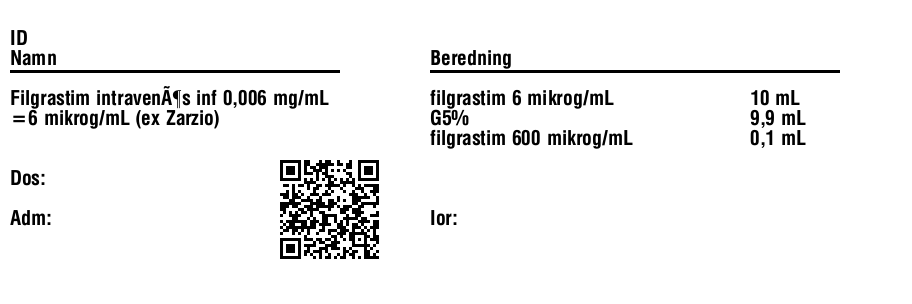 ID
Namn
Filgrastim intravenÃ¶s inf 0,006 mg/mL
=6 mikrog/mL (ex Zarzio)
Dos:
Adm:
Beredning
filgrastim 6 mikrog/mL 10 mL
G5% 9,9 mL
filgrastim 600 mikrog/mL 0,1 mL
Ior: